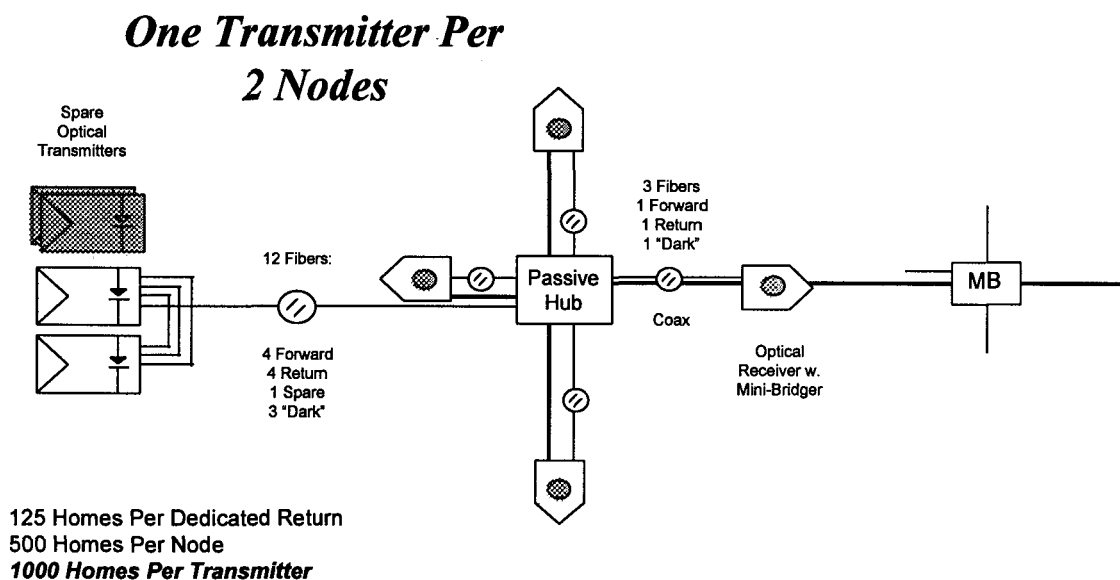 One Transmitter Per
2 Nodes
Spare
Optical
Transmitters
3 Fibers
1 Forward
1 Return
1 "Dark"
12 Fibers:
Passive
Hub
MB
Coax
4 Forward
4 Return
1 Spare
3 "Dark"
Optical
Receiver w.
Mini-Bridger
125 Homes Per Dedicated Return
500 Homes Per Node
1000 Homes Per Transmitter